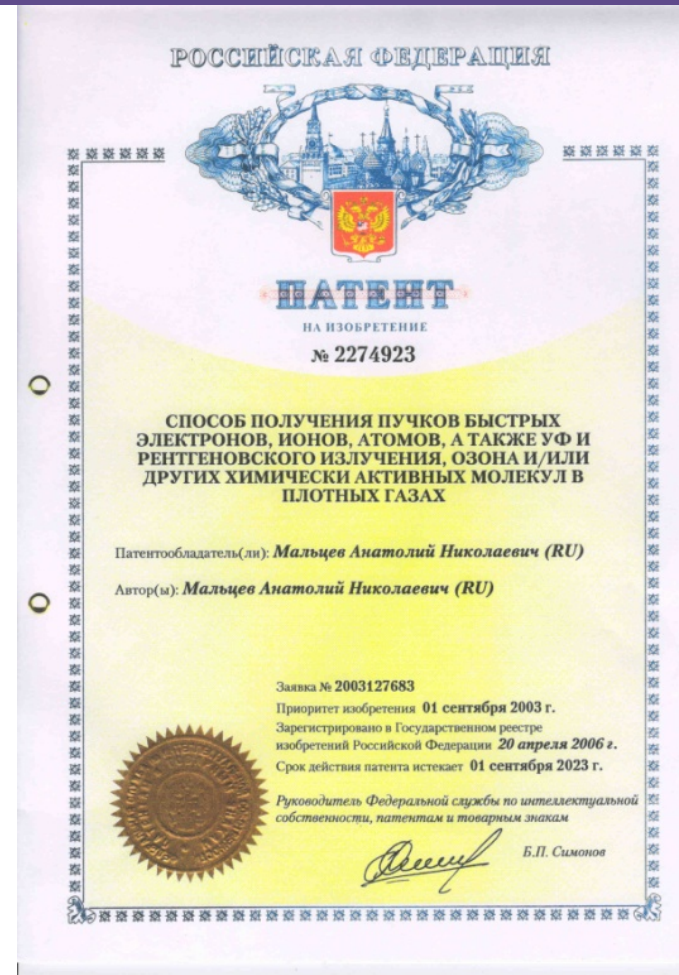 РОССИЙСКАЯ ФЕДЕРАЦИЯ
ПАТЕНТ
НА ИЗОБРЕТЕНИЕ
№ 2274923
СПОСОБ ПОЛУЧЕНИЯ ПУЧКОВ БЫСТРЫХ
ЭЛЕКТРОНОВ, ИОНОВ, АТОМОВ, А ТАКЖЕ УФ И
РЕНТГЕНОВСКОГО ИЗЛУЧЕНИЯ, ОЗОНА И/ИЛИ
ДРУГИХ ХИМИЧЕСКИ АКТИВНЫХ МОЛЕКУЛ В
ПЛОТНЫХ ГАЗАХ
Патентообладатель(ли): Мальцев Анатолий Николаевич (RU)
Автор(ы): Мальцев Анатолий Николаевич (RU)
Заявка № 2003127683
Приоритет изобретения 01 сентября 2003 г.
Зарегистрировано в Государственном реестре
изобретений Российской Федерации 20 апреля 2006 г.
Срок действия патента истекает 01 сентября 2023 г.
Руководитель Федеральной службы по интеллектуальной
собственности, патентам и товарным знакам
Б.П. Симонов